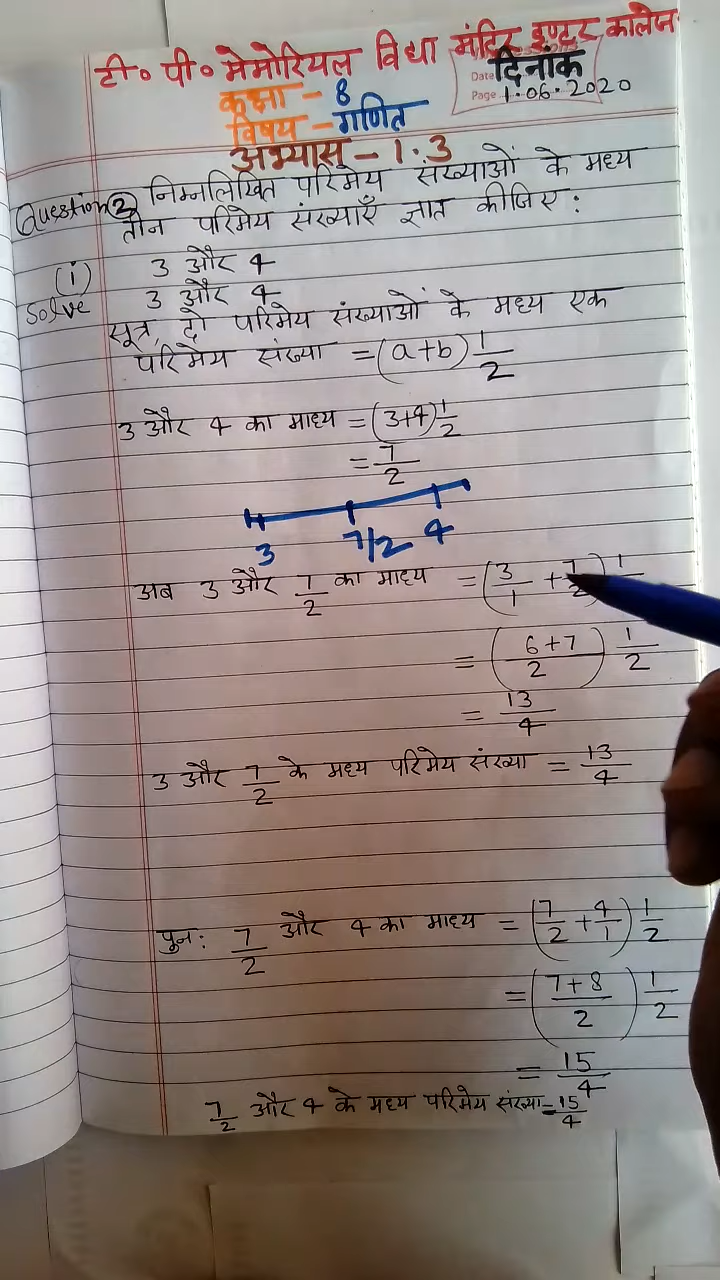 टी० पी० मेमोरियल विद्या मंदिर इण्टर कालेज
Date दिनांक
Page 1.06.2020
कक्षा - 8
विषय - गणित
अभ्यास - 1.3
Question ② निम्नलिखित परिमेय संख्याओं के मध्य
तीन परिमेय संख्याएँ ज्ञात कीजिए:
(i) 3 और 4
Solve 3 और 4
सूत्र, दो परिमेय संख्याओं के मध्य एक
परिमेय संख्या = (a+b) 1/2
3 और 4 का माध्य = (3+4) 1/2
= 7/2
3 7/2 4
अब 3 और 7/2 का माध्य = (3/1 + 7/2) 1
= (6+7/2) 1/2
= 13/4
3 और 7/2 के मध्य परिमेय संख्या = 13/4
पुन: 7/2 और 4 का माध्य = (7/2 + 4/1) 1/2
= (7+8/2) 1/2
= 15/4
7/2 और 4 के मध्य परिमेय संख्या = 15/4